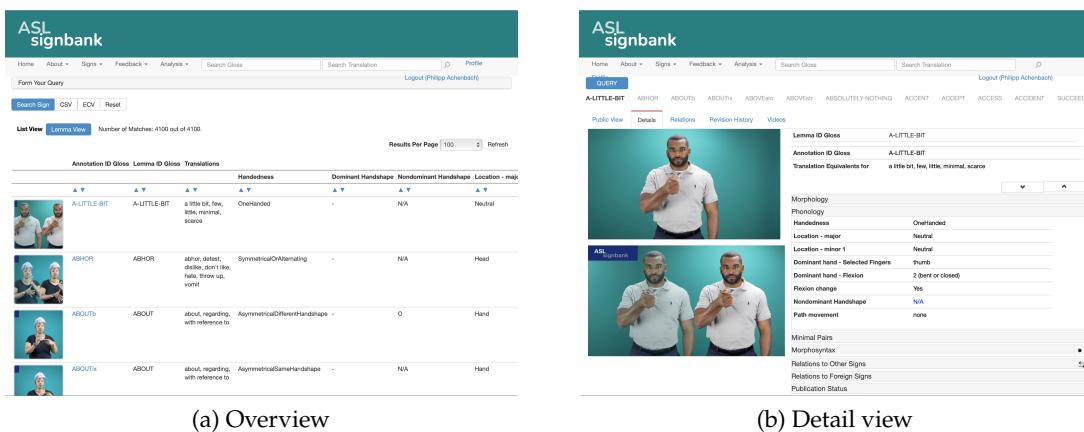 ASL
signbank
Home About Signs Feedback Analysis Search Gloss Search Translation Profile
Logout (Philipp Achenbach)
Form Your Query
Search Sign CSV ECV Reset
List View Lemma View Number of Matches: 4100 out of 4100.
Results Per Page 100 Refresh
Annotation ID Gloss Lemma ID Gloss Translations
Handedness Dominant Handshape Nondominant Handshape Location - majo
A-LITTLE-BIT A-LITTLE-BIT a little bit, few, OneHanded - N/A Neutral
little, minimal,
scarce
ABHOR ABHOR abhor, detest, SymmetricalOrAlternating - N/A Head
dislike, don't like,
hate, throw up,
vomit
ABOUTb ABOUT about, regarding, AsymmetricalDifferentHandshape - O Hand
with reference to
ABOUTix ABOUT about, regarding, AsymmetricalSameHandshape - N/A Hand
with reference to
(a) Overview
ASL
signbank
Home About Signs Feedback Analysis Search Gloss Search Translation
Logout (Philipp Achenbach)
QUERY
A-LITTLE-BIT ABHOR ABOUTb ABOUTix ABOVEarc ABOVEstr ABSOLUTELY-NOTHING ACCENT ACCEPT ACCESS ACCIDENT SUCCEED
Public View Details Relations Revision History Videos
Lemma ID Gloss A-LITTLE-BIT
Annotation ID Gloss A-LITTLE-BIT
Translation Equivalents for a little bit, few, little, minimal, scarce
Morphology
Phonology
Handedness OneHanded
Location - major Neutral
Location - minor 1 Neutral
Dominant hand - Selected Fingers thumb
Dominant hand - Flexion 2 (bent or closed)
Flexion change Yes
Nondominant Handshape N/A
Path movement none
Minimal Pairs
Morphosyntax
Relations to Other Signs
Relations to Foreign Signs
Publication Status
ASL
signbank
(b) Detail view